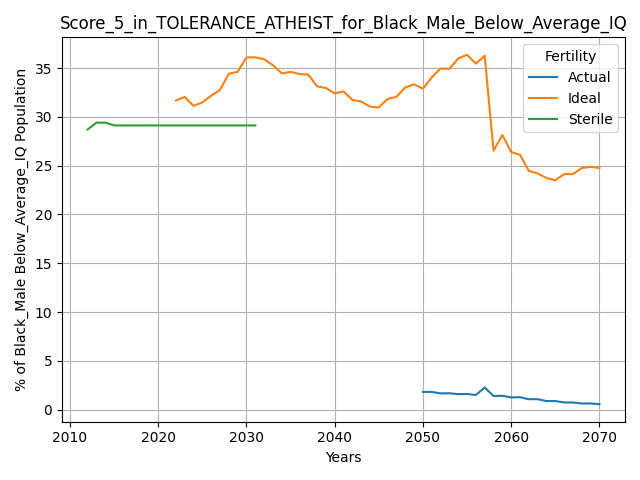 Score_5_in_TOLERANCE_ATHEIST_for_Black_Male_Below_Average_IQ
% of Black_Male Below_Average_IQ Population
35
30
25
20
15
10
5
0
Fertility
Actual
Ideal
Sterile
2010 2020 2030 2040 2050 2060 2070
Years